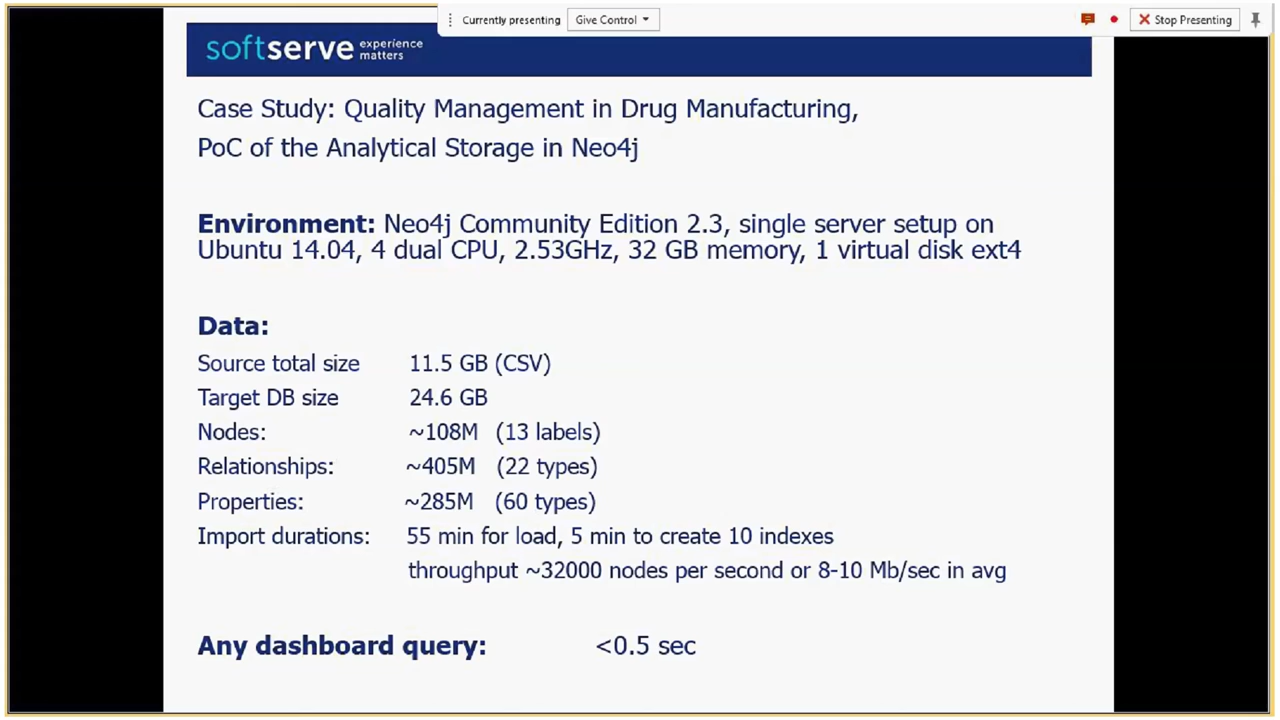 Currently presenting Give Control Stop Presenting
softserve experience matters
Case Study: Quality Management in Drug Manufacturing,
PoC of the Analytical Storage in Neo4j
Environment: Neo4j Community Edition 2.3, single server setup on
Ubuntu 14.04, 4 dual CPU, 2.53GHz, 32 GB memory, 1 virtual disk ext4
Data:
Source total size 11.5 GB (CSV)
Target DB size 24.6 GB
Nodes: ~108M (13 labels)
Relationships: ~405M (22 types)
Properties: ~285M (60 types)
Import durations: 55 min for load, 5 min to create 10 indexes
throughput ~32000 nodes per second or 8-10 Mb/sec in avg
Any dashboard query: <0.5 sec